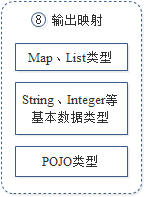 ⑧ 输出映射
Map、List类型
String、Integer等
基本数据类型
POJO类型